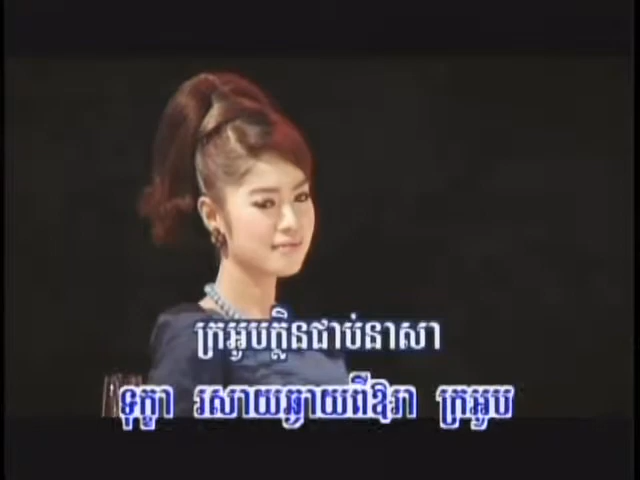 ក្រអូបក្លិនជាប់នាសា
ទុក្ខា រសាយឆ្ងាយពីឱរា ក្រអូប